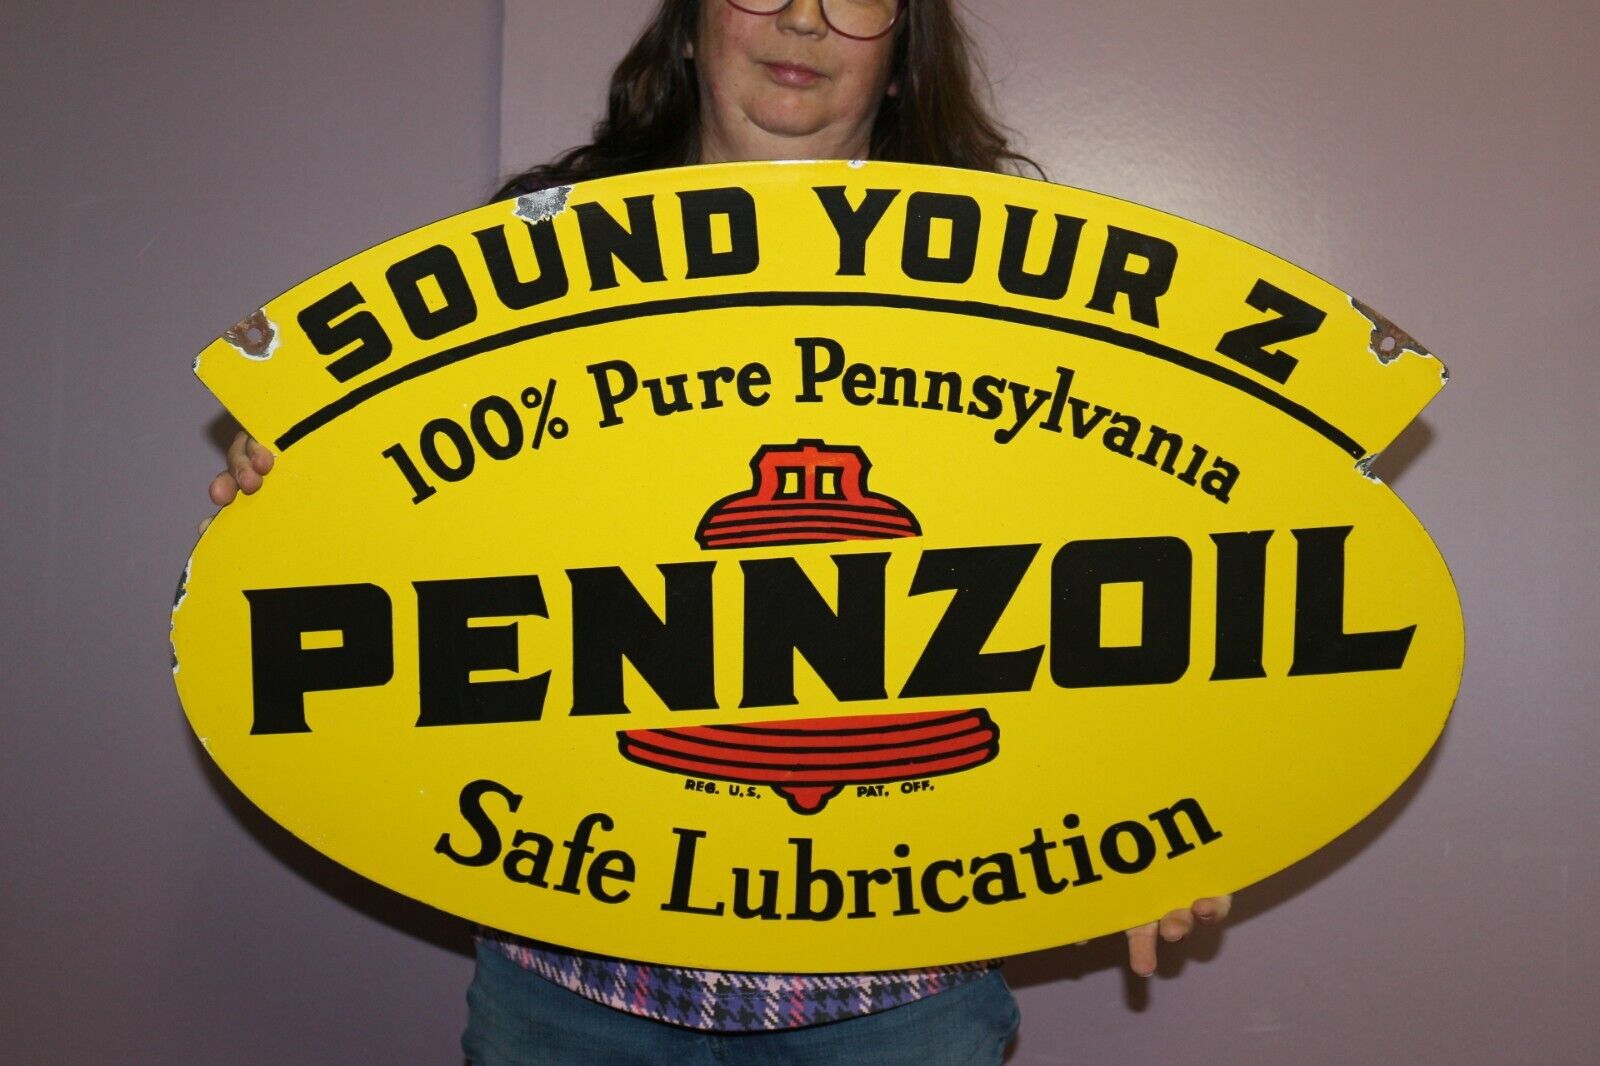 SOUND YOUR Z
100% Pure Pennsylvania
PENNZOIL
REG. U.S. PAT. OFF.
Safe Lubrication